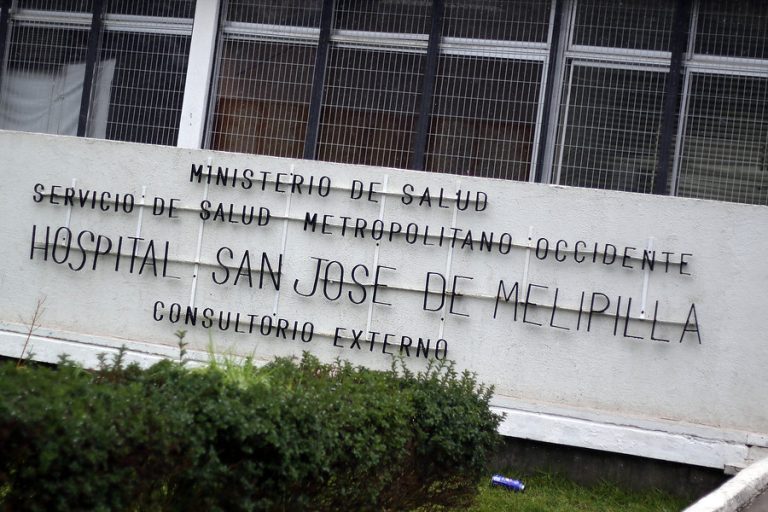 MINISTERIO DE SALUD
SERVICIO DE SALUD METROPOLITANO OCCIDENTE
HOSPITAL SAN JOSE DE MELIPILLA
CONSULTORIO EXTERNO